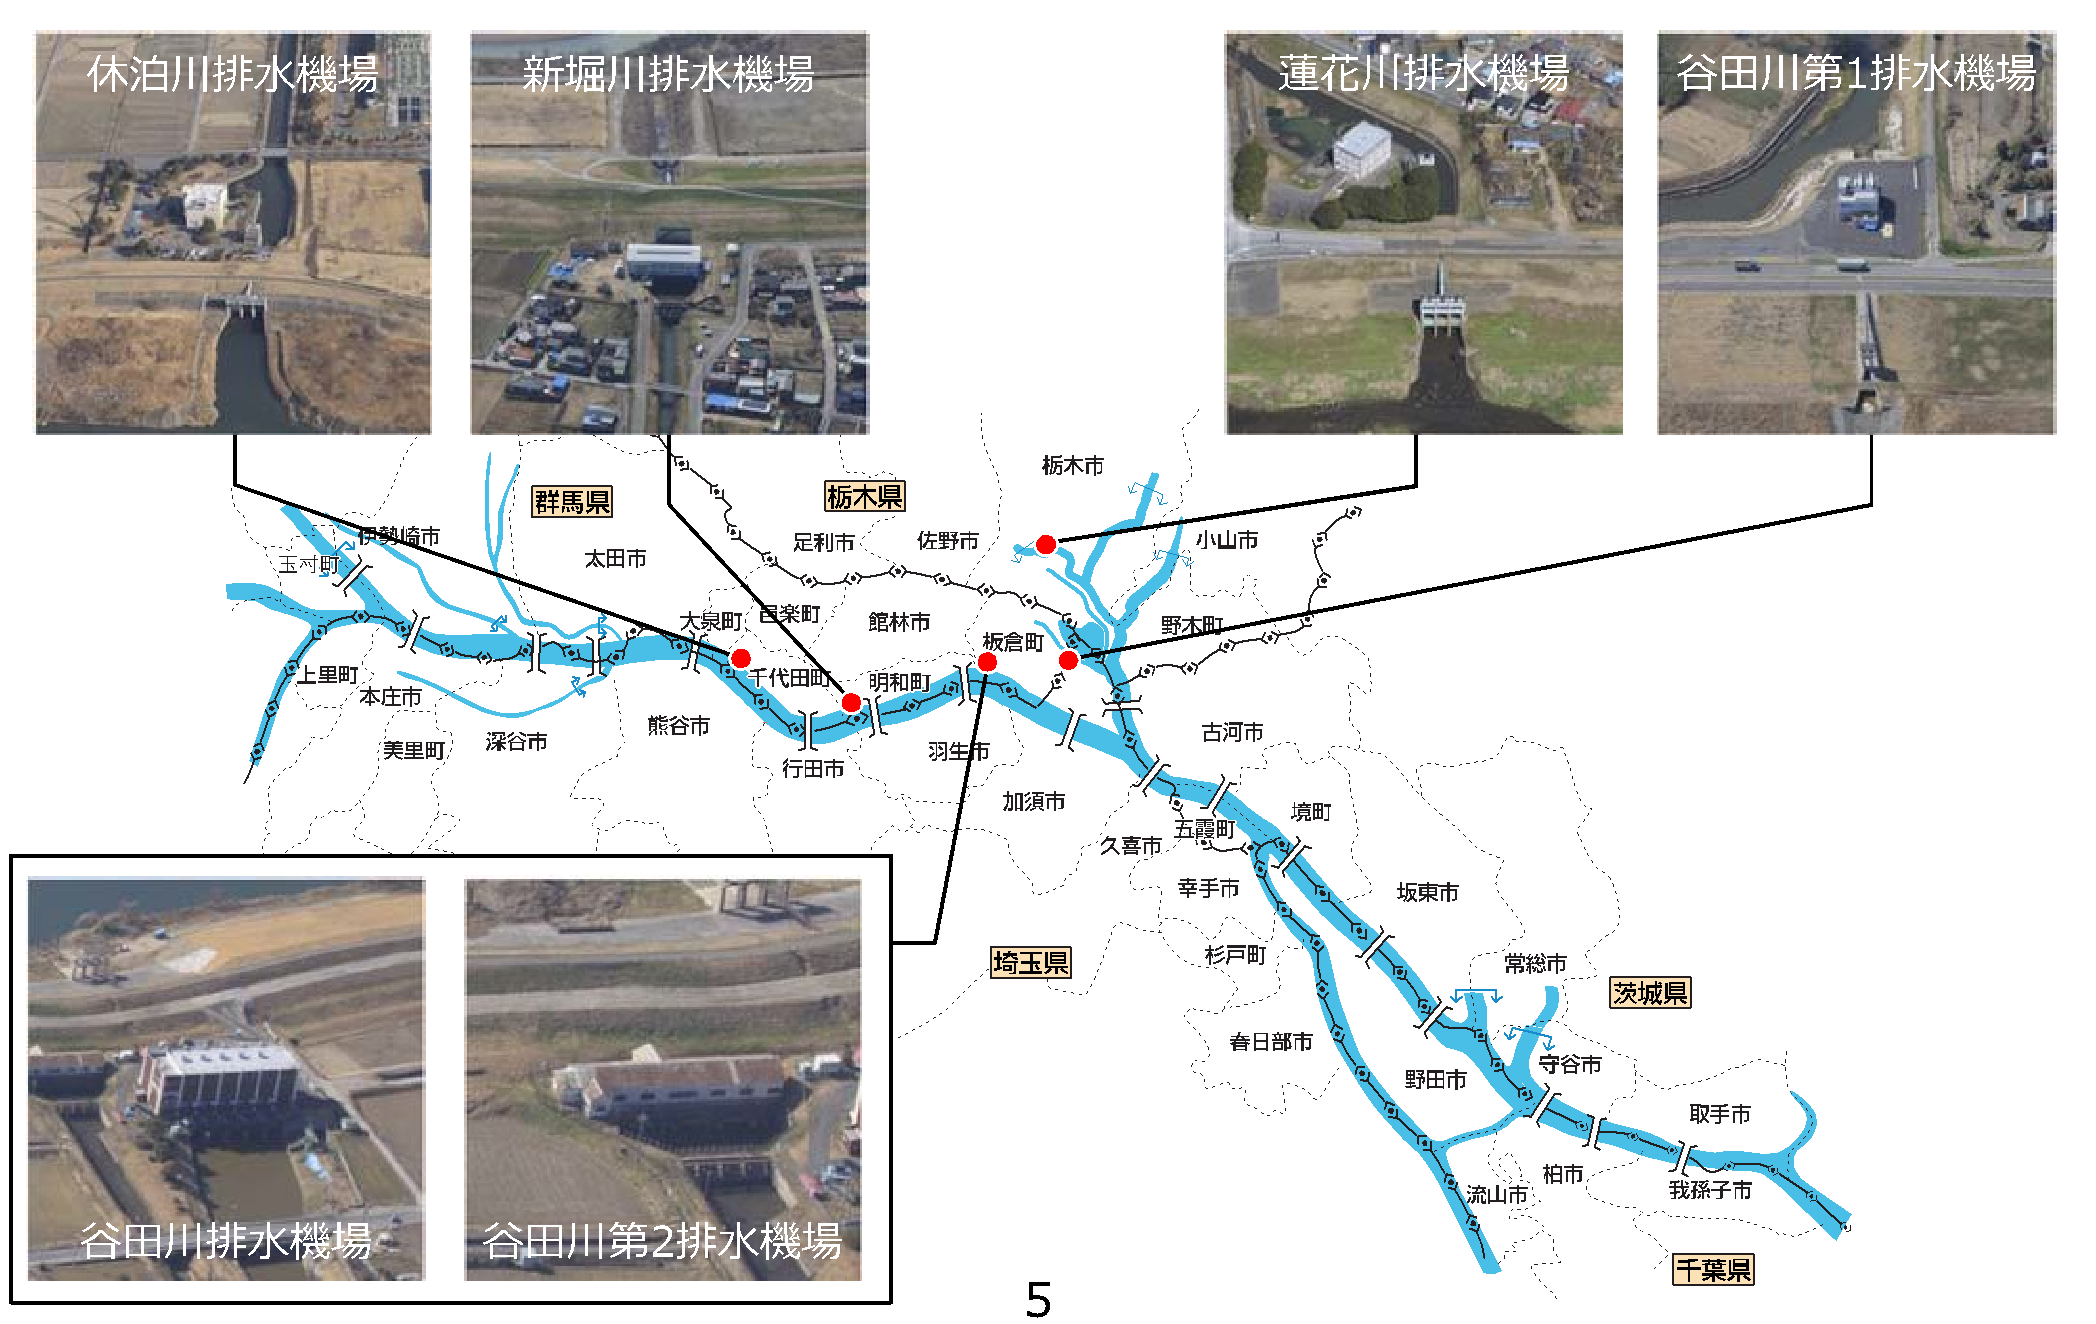 休泊川排水機場
新堀川排水機場
蓮花川排水機場
谷田川第1排水機場
栃木市
群馬県
栃木県
伊勢崎市
玉村町
太田市
足利市
佐野市
小山市
大泉町
邑楽町
館林市
板倉町
野木町
上里町
本庄市
千代田町
明和町
美里町
深谷市
熊谷市
行田市
羽生市
加須市
古河市
境町
五霞町
久喜市
幸手市
坂東市
杉戸町
埼玉県
常総市
茨城県
春日部市
野田市
守谷市
取手市
柏市
流山市
我孫子市
千葉県
谷田川排水機場
谷田川第2排水機場
5